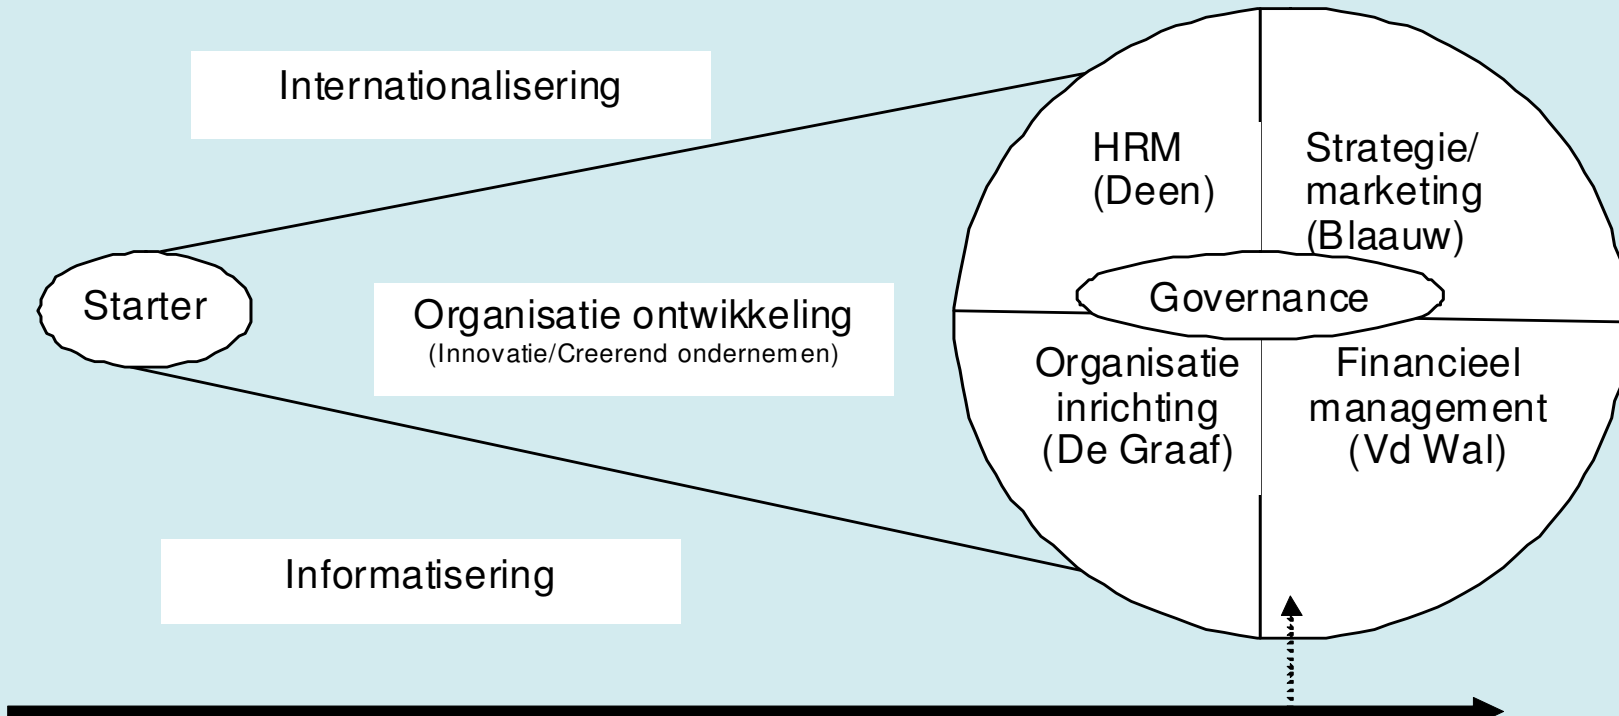 Internationalisering
HRM
(Deen)
Strategie/
marketing
(Blaauw)
Starter
Organisatie ontwikkeling
(Innovatie/Creerend ondernemen)
Governance
Organisatie
inrichting
(De Graaf)
Financieel
management
(Vd Wal)
Informatisering